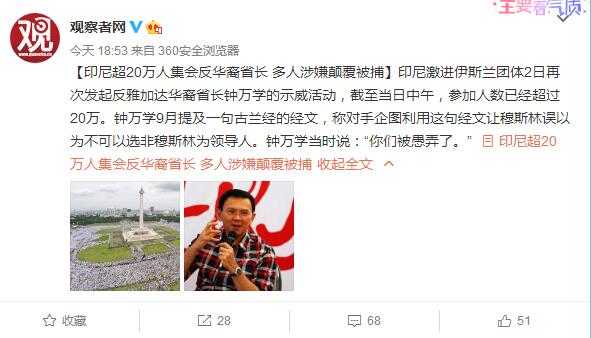 主要看气质
观
观察者网
今天 18:53 来自 360安全浏览器
【印尼超20万人集会反华裔省长 多人涉嫌颠覆被捕】印尼激进伊斯兰团体2日再
次发起反雅加达华裔省长钟万学的示威活动，截至当日中午，参加人数已经超过
20万。钟万学9月提及一句古兰经的经文，称对手企图利用这句经文让穆斯林误以
为不可以选非穆斯林为领导人。钟万学当时说：“你们被愚弄了。” 印尼超20
万人集会反华裔省长 多人涉嫌颠覆被捕 收起全文
收藏 28 68 51